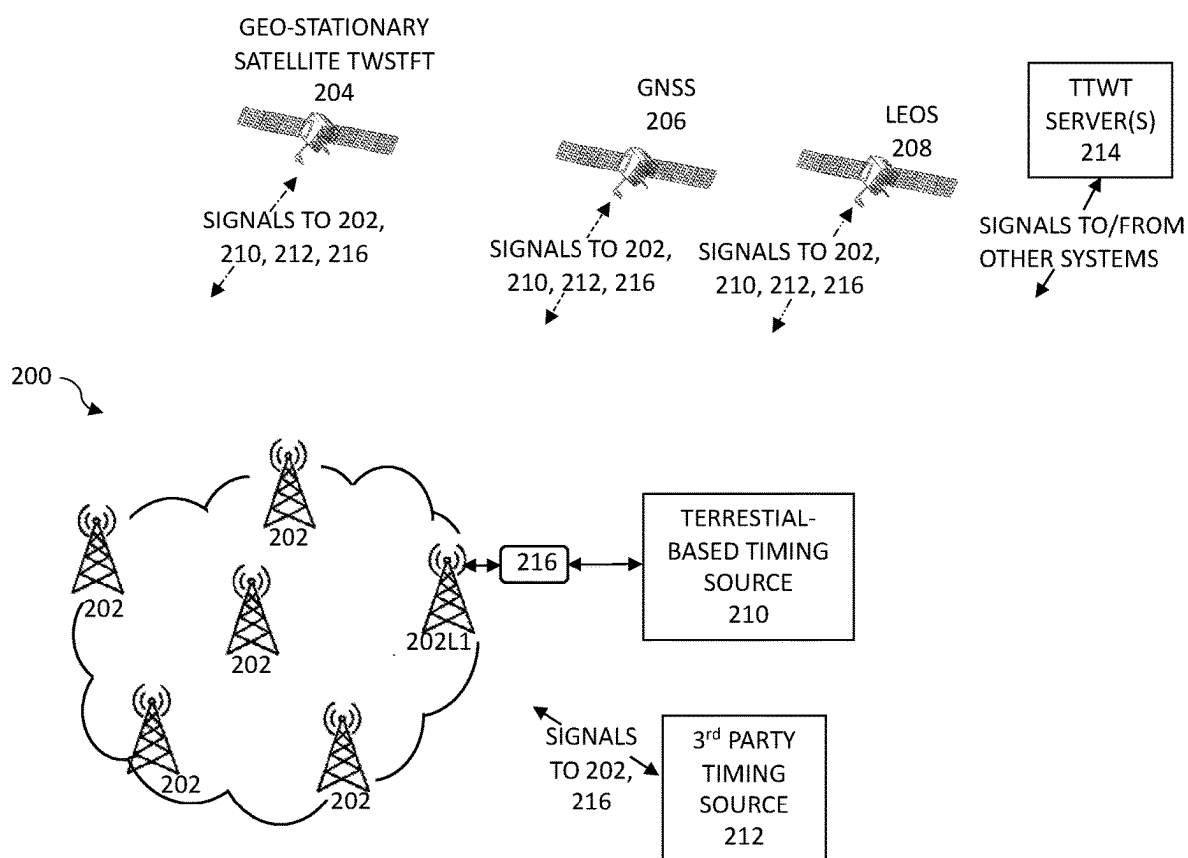 GEO-STATIONARY
SATELLITE TWSTFT
204
GNSS
206
LEOS
208
TTWT
SERVER(S)
214
SIGNALS TO 202,
210, 212, 216
SIGNALS TO 202,
210, 212, 216
SIGNALS TO 202,
210, 212, 216
SIGNALS TO/FROM
OTHER SYSTEMS
200
202
202
202
202L1
202
202
216
TERRESTIAL-
BASED TIMING
SOURCE
210
SIGNALS
TO 202,
216
3rd PARTY
TIMING
SOURCE
212